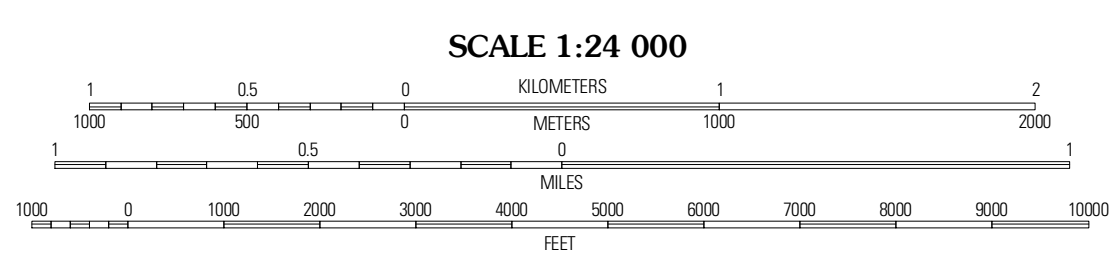 SCALE 1:24 000
1 0.5 0 KILOMETERS 1 2
1000 500 0 METERS 1000 2000
1 0.5 0 1
MILES
1000 0 1000 2000 3000 4000 5000 6000 7000 8000 9000 10000
FEET